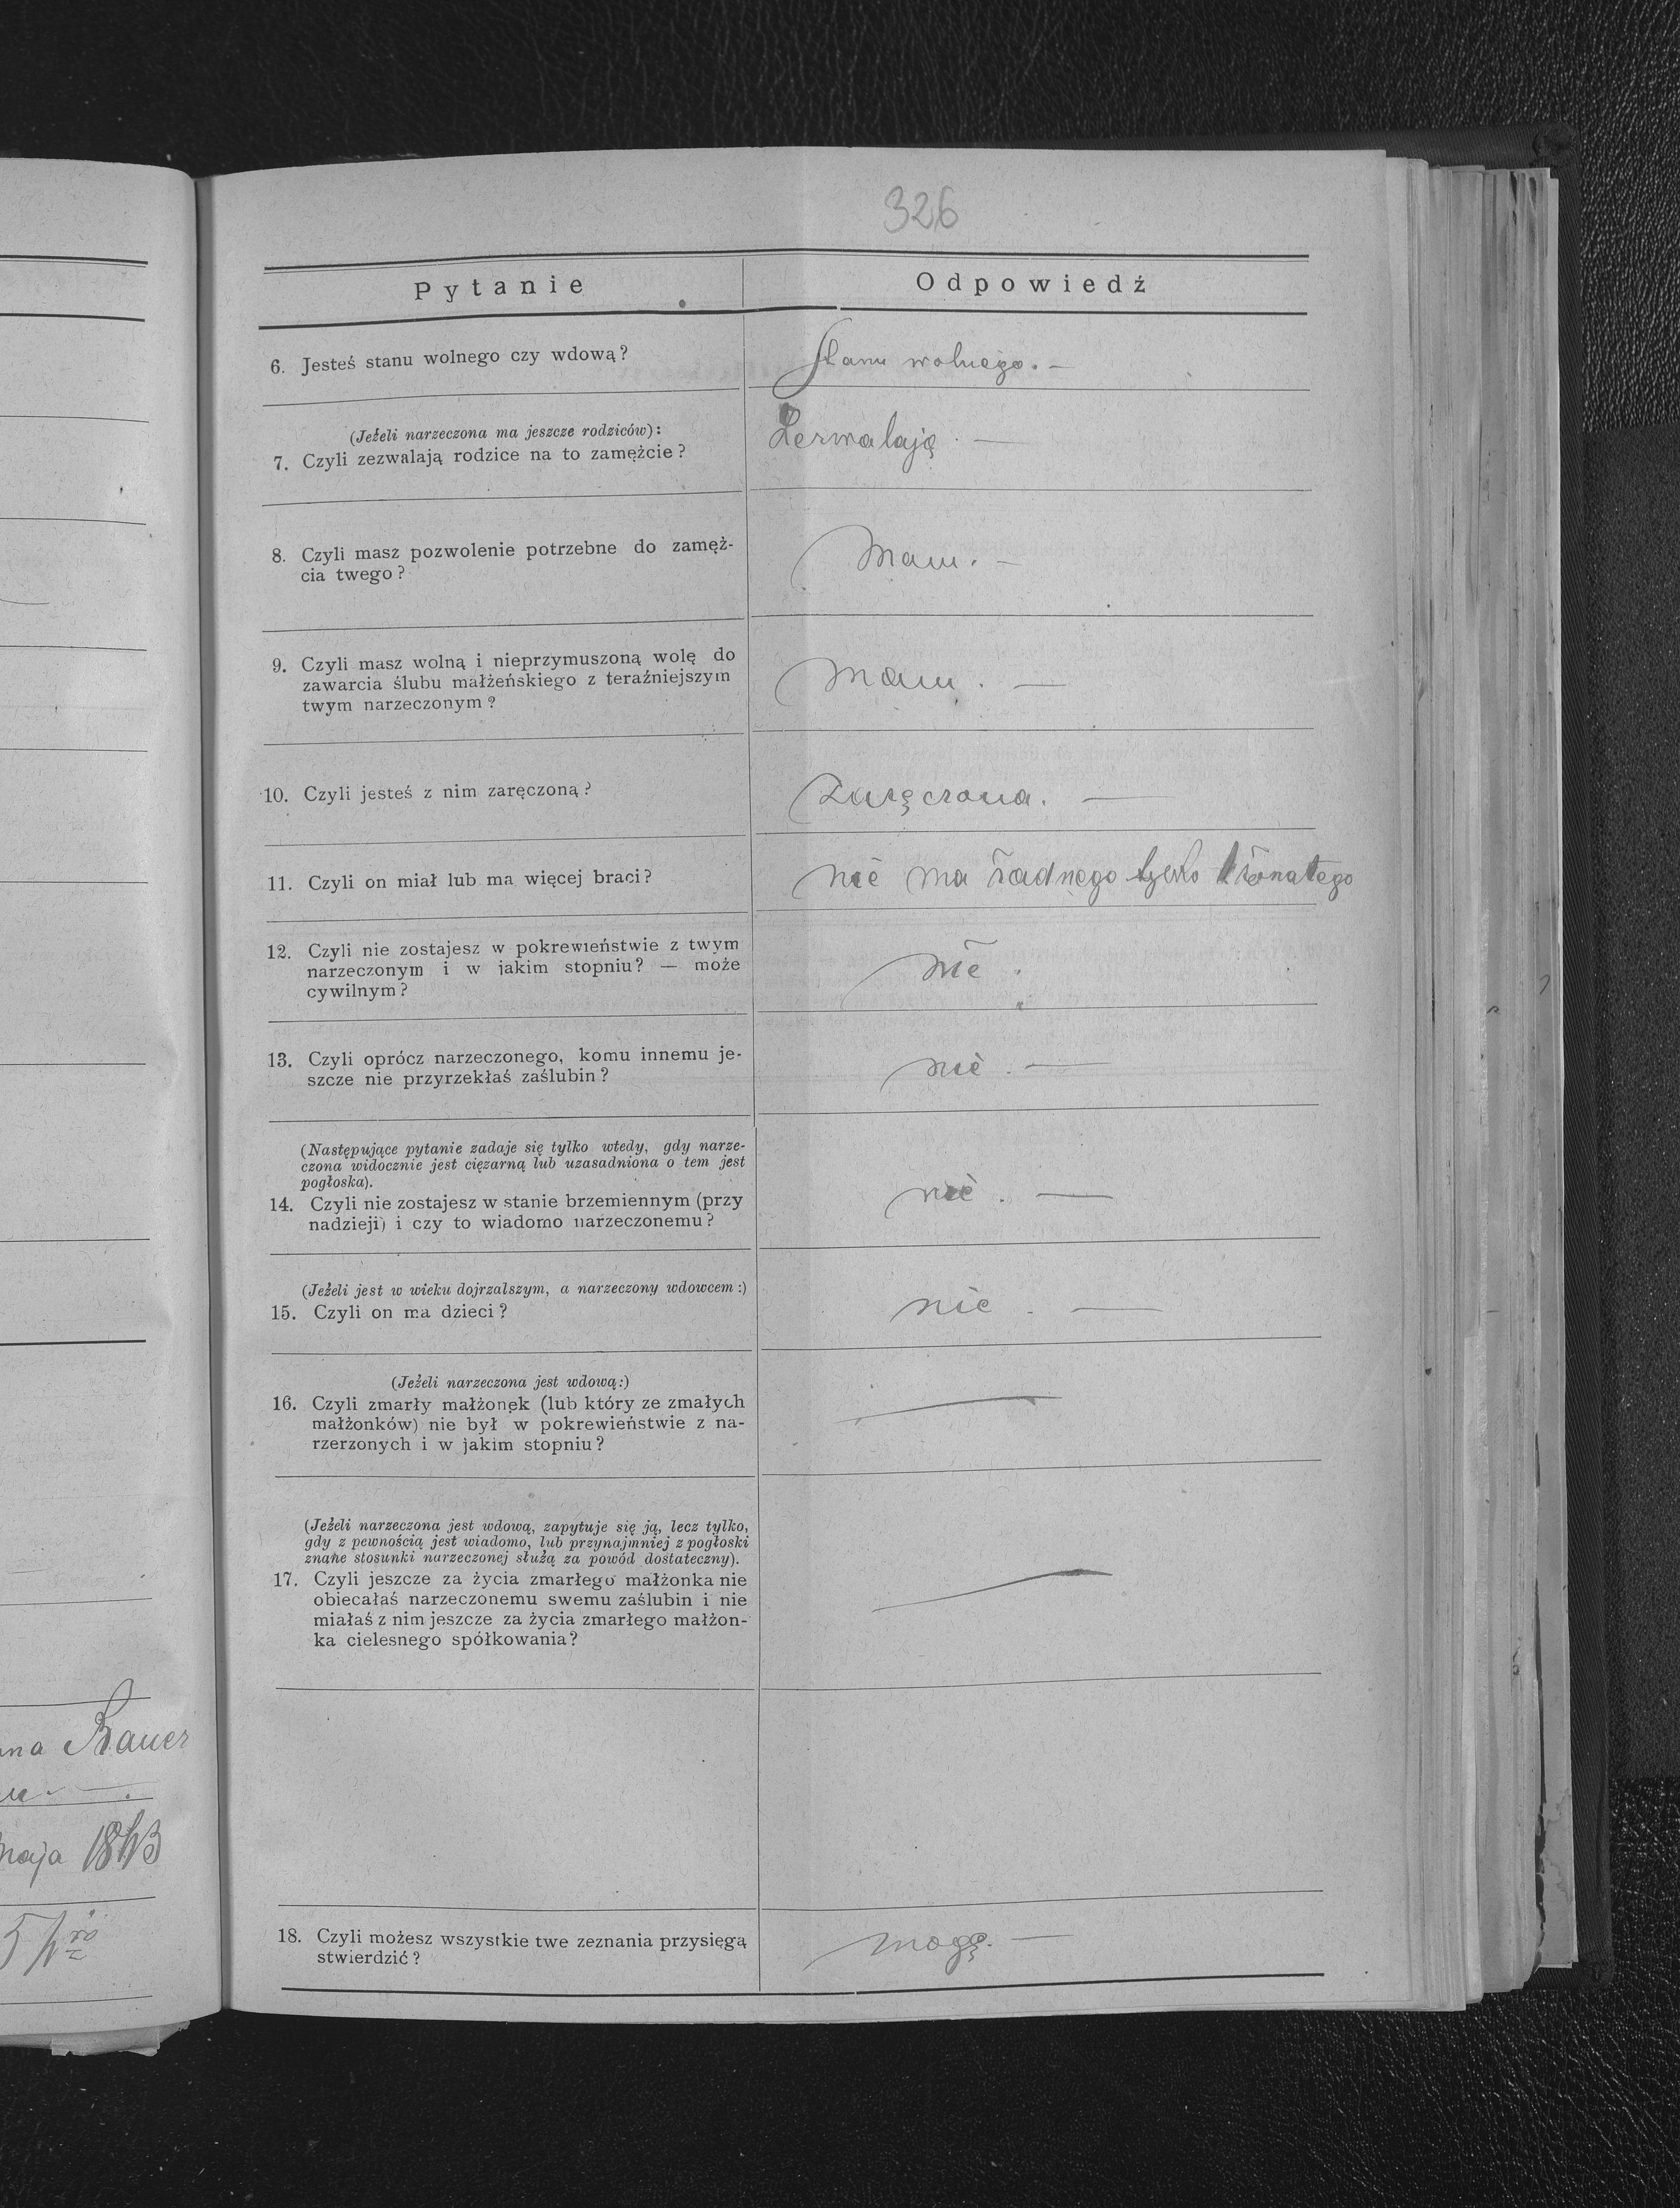 326
Pytanie
Odpowiedź
6. Jesteś stanu wolnego czy wdową?
Stanu wolnego. —
(Jeżeli narzeczona ma jeszcze rodziców):
7. Czyli zezwalają rodzice na to zamężcie?
Zezwalają. —
8. Czyli masz pozwolenie potrzebne do zamęż-
cia twego?
Mam. —
9. Czyli masz wolną i nieprzymuszoną wolę do
zawarcia ślubu małżeńskiego z teraźniejszym
twym narzeczonym?
Mam. —
10. Czyli jesteś z nim zaręczoną?
Zaręczona. —
11. Czyli on miał lub ma więcej braci?
nie ma żadnego tylko 1 żonatego
12. Czyli nie zostajesz w pokrewieństwie z twym
narzeczonym i w jakim stopniu? — może
cywilnym?
nie.
13. Czyli oprócz narzeczonego, komu innemu je-
szcze nie przyrzekłaś zaślubin?
nie. —
(Następujące pytanie zadaje się tylko wtedy, gdy narze-
czona widocznie jest ciężarną lub uzasadniona o tem jest
pogłoska).
14. Czyli nie zostajesz w stanie brzemiennym (przy
nadzieji) i czy to wiadomo narzeczonemu?
nie. —
(Jeżeli jest w wieku dojrzalszym, a narzeczony wdowcem:)
15. Czyli on ma dzieci?
nie. —
(Jeżeli narzeczona jest wdową:)
16. Czyli zmarły małżonek (lub który ze zmałych
małżonków) nie był w pokrewieństwie z na-
rzerzonych i w jakim stopniu?
—
(Jeżeli narzeczona jest wdową, zapytuje się ją, lecz tylko,
gdy z pewnością jest wiadomo, lub przynajmniej z pogłoski
znane stosunki narzeczonej służą za powód dostateczny).
17. Czyli jeszcze za życia zmarłego małżonka nie
obiecałaś narzeczonemu swemu zaślubin i nie
miałaś z nim jeszcze za życia zmarłego małżon-
ka cielesnego spółkowania?
—
18. Czyli możesz wszystkie twe zeznania przysięgą
stwierdzić?
mogę. —
na Bauer
maja